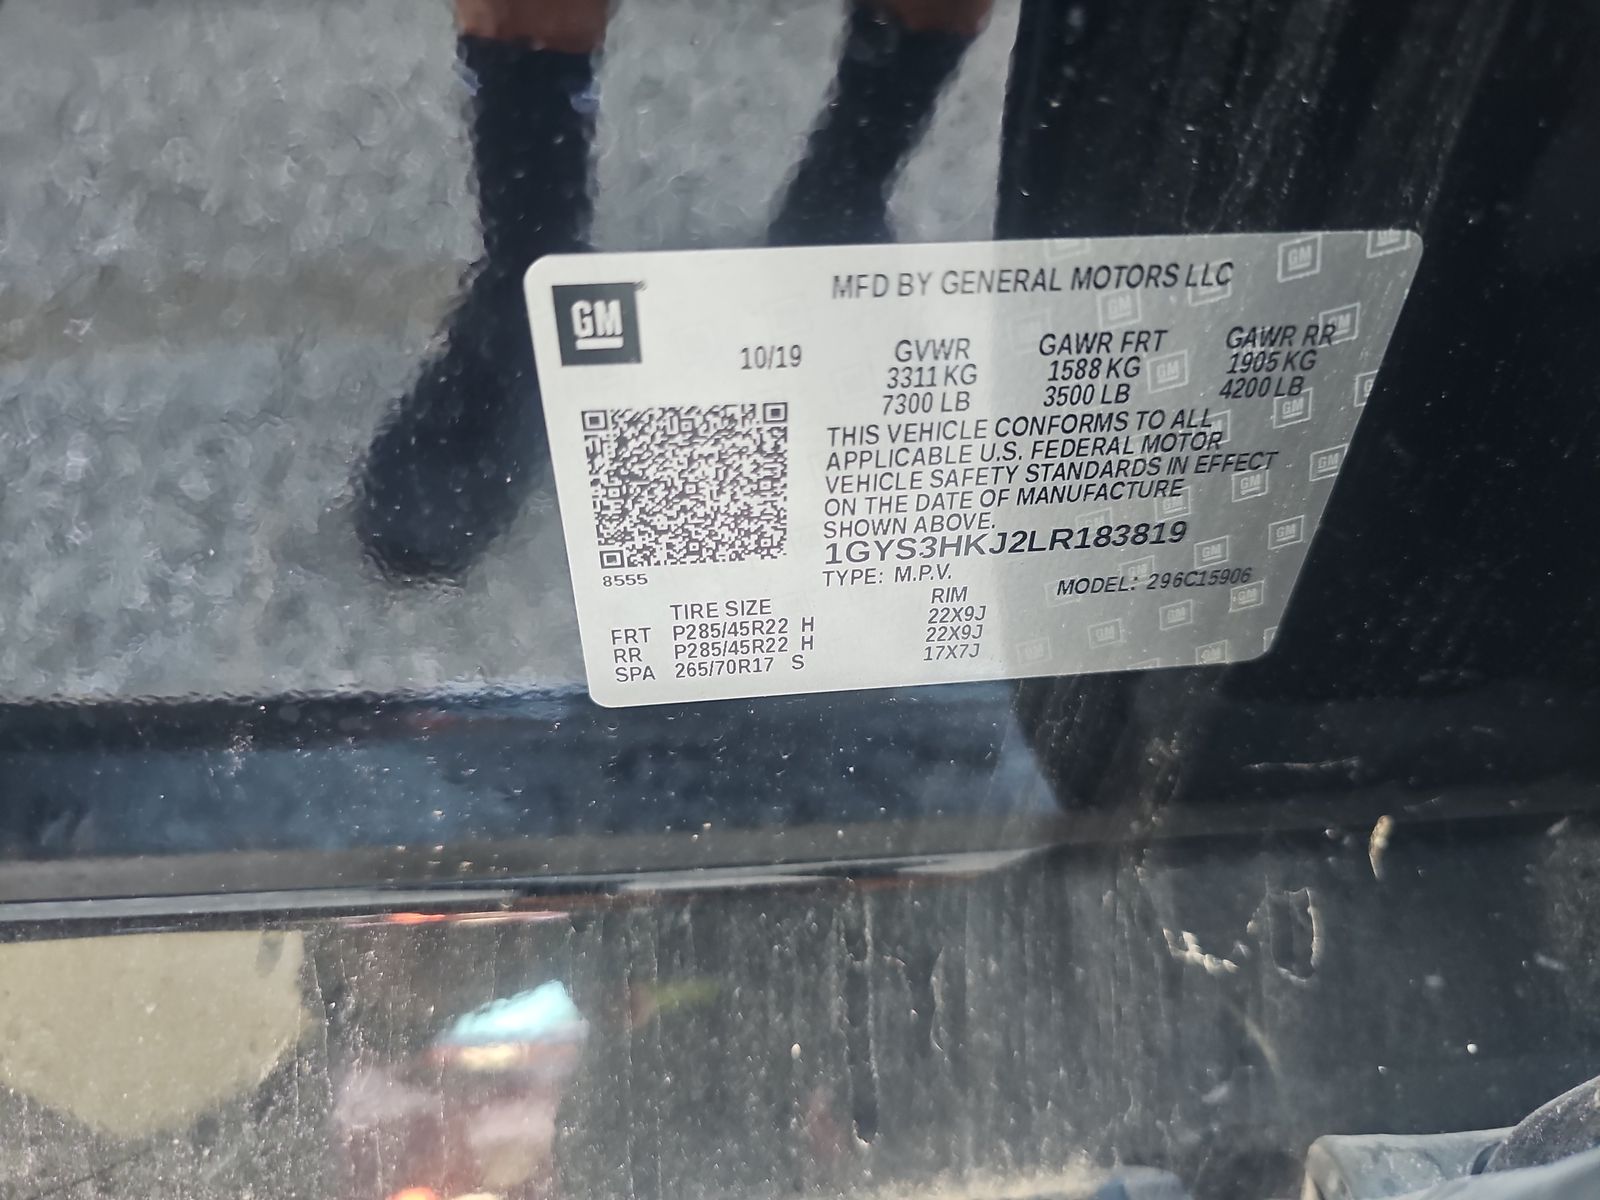 GM
MFD BY GENERAL MOTORS LLC
10/19
GVWR GAWR FRT GAWR RR
3311 KG 1588 KG 1905 KG
7300 LB 3500 LB 4200 LB
THIS VEHICLE CONFORMS TO ALL
APPLICABLE U.S. FEDERAL MOTOR
VEHICLE SAFETY STANDARDS IN EFFECT
ON THE DATE OF MANUFACTURE
SHOWN ABOVE.
1GYS3HKJ2LR183819
8555
TYPE: M.P.V. MODEL: 296C15906
TIRE SIZE RIM
FRT P285/45R22 H 22X9J
RR P285/45R22 H 22X9J
SPA 265/70R17 S 17X7J